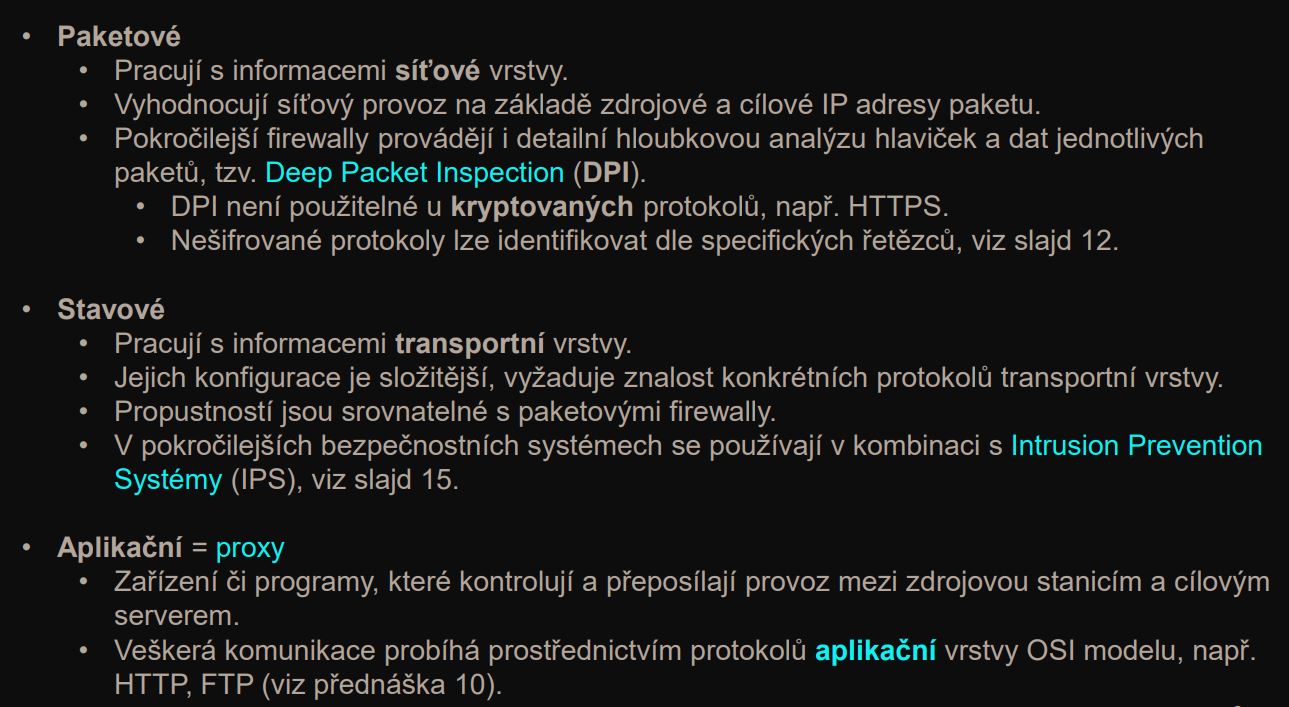 • Paketové
• Pracují s informacemi síťové vrstvy.
• Vyhodnocují síťový provoz na základě zdrojové a cílové IP adresy paketu.
• Pokročilejší firewally provádějí i detailní hloubkovou analýzu hlaviček a dat jednotlivých
paketů, tzv. Deep Packet Inspection (DPI).
• DPI není použitelné u kryptovaných protokolů, např. HTTPS.
• Nešifrované protokoly lze identifikovat dle specifických řetězců, viz slajd 12.
• Stavové
• Pracují s informacemi transportní vrstvy.
• Jejich konfigurace je složitější, vyžaduje znalost konkrétních protokolů transportní vrstvy.
• Propustností jsou srovnatelné s paketovými firewally.
• V pokročilejších bezpečnostních systémech se používají v kombinaci s Intrusion Prevention
Systémy (IPS), viz slajd 15.
• Aplikační = proxy
• Zařízení či programy, které kontrolují a přeposílají provoz mezi zdrojovou stanicím a cílovým
serverem.
• Veškerá komunikace probíhá prostřednictvím protokolů aplikační vrstvy OSI modelu, např.
HTTP, FTP (viz přednáška 10).